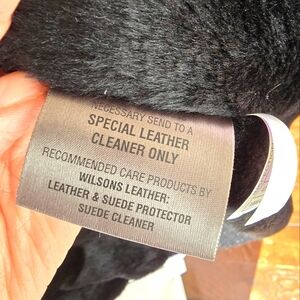 NECESSARY SEND TO A
SPECIAL LEATHER
CLEANER ONLY
RECOMMENDED CARE PRODUCTS BY
WILSONS LEATHER:
LEATHER & SUEDE PROTECTOR
SUEDE CLEANER